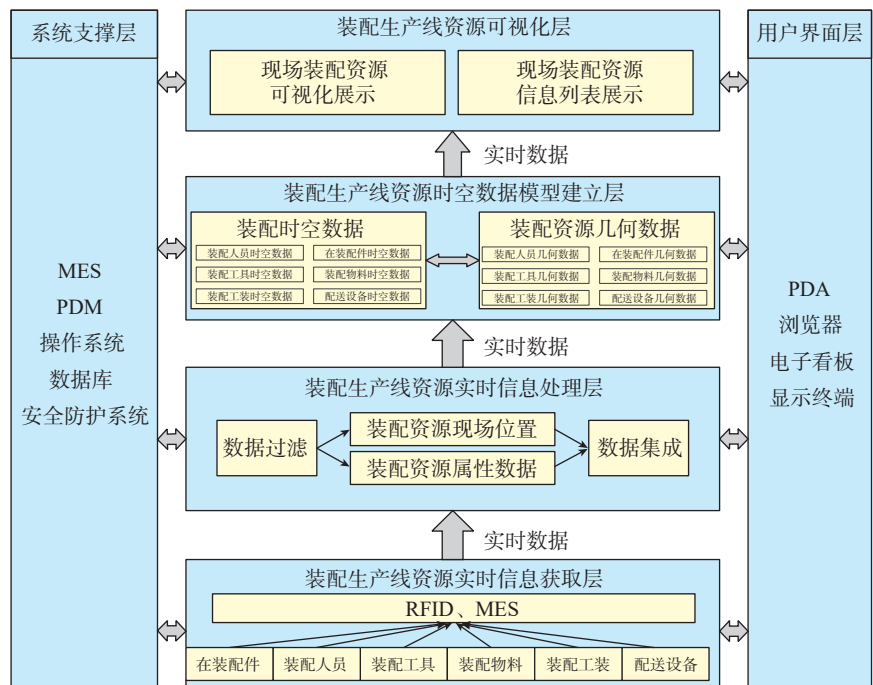 系统支撑层
MES
PDM
操作系统
数据库
安全防护系统
装配生产线资源可视化层
现场装配资源
可视化展示
现场装配资源
信息列表展示
实时数据
装配生产线资源时空数据模型建立层
装配时空数据
装配人员时空数据
在装配件时空数据
装配工具时空数据
装配物料时空数据
装配工装时空数据
配送设备时空数据
装配资源几何数据
装配人员几何数据
在装配件几何数据
装配工具几何数据
装配物料几何数据
装配工装几何数据
配送设备几何数据
实时数据
装配生产线资源实时信息处理层
数据过滤
装配资源现场位置
装配资源属性数据
数据集成
实时数据
装配生产线资源实时信息获取层
RFID、MES
在装配件
装配人员
装配工具
装配物料
装配工装
配送设备
用户界面层
PDA
浏览器
电子看板
显示终端